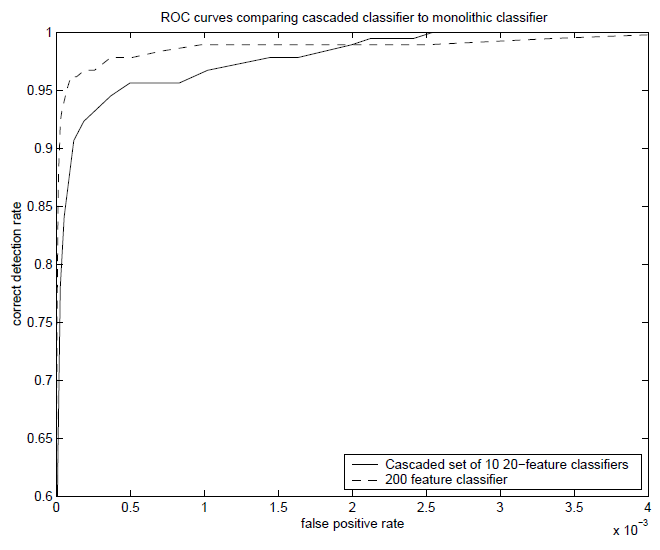 ROC curves comparing cascaded classifier to monolithic classifier
1
0.95
0.9
0.85
0.8
0.75
0.7
0.65
0.6
correct detection rate
Cascaded set of 10 20−feature classifiers
200 feature classifier
0 0.5 1 1.5 2 2.5 3 3.5 4
false positive rate
x 10⁻³